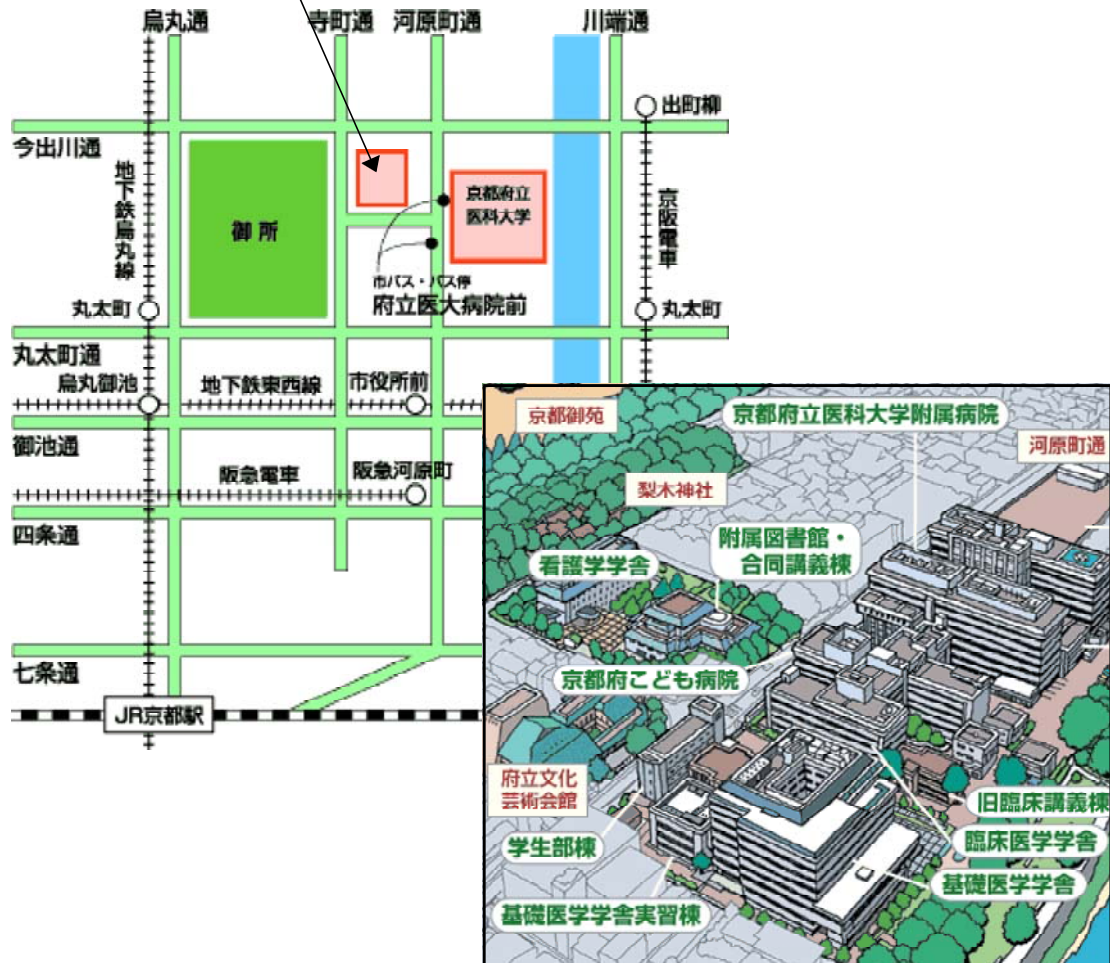 烏丸通
寺町通
河原町通
川端通
出町柳
今出川通
地下鉄烏丸線
御所
京都府立
医科大学
京阪電車
市バス・バス停
府立医大病院前
丸太町
丸太町
丸太町通
烏丸御池
地下鉄東西線
市役所前
御池通
阪急電車
阪急河原町
四条通
七条通
JR京都駅
京都御苑
京都府立医科大学附属病院
河原町通
梨木神社
附属図書館・
合同講義棟
看護学学舎
京都府こども病院
府立文化
芸術会館
旧臨床講義棟
学生部棟
臨床医学学舎
基礎医学学舎
基礎医学学舎実習棟